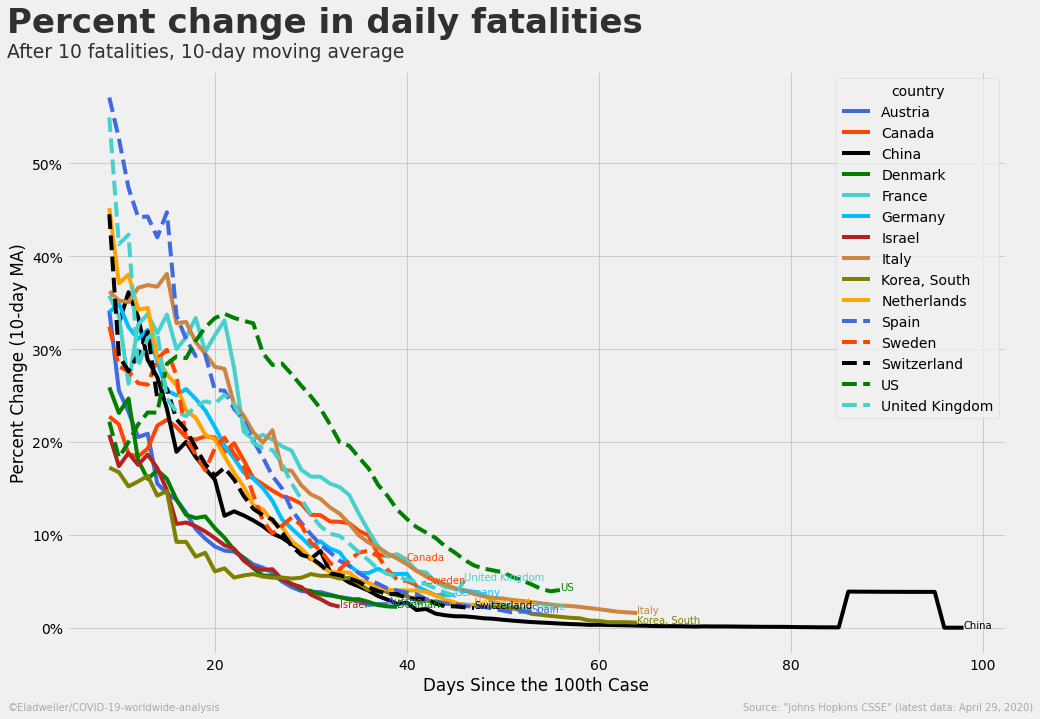 Percent change in daily fatalities
After 10 fatalities, 10-day moving average
Percent Change (10-day MA)
50%
40%
30%
20%
10%
0%
country
Austria
Canada
China
Denmark
France
Germany
Israel
Italy
Korea, South
Netherlands
Spain
Sweden
Switzerland
US
United Kingdom
Canada
Sweden
United Kingdom
Germany
US
Israel
Denmark
Switzerland
Spain
Italy
Korea, South
China
20
40
60
80
100
Days Since the 100th Case
©Eladweller/COVID-19-worldwide-analysis
Source: "Johns Hopkins CSSE" (latest data: April 29, 2020)